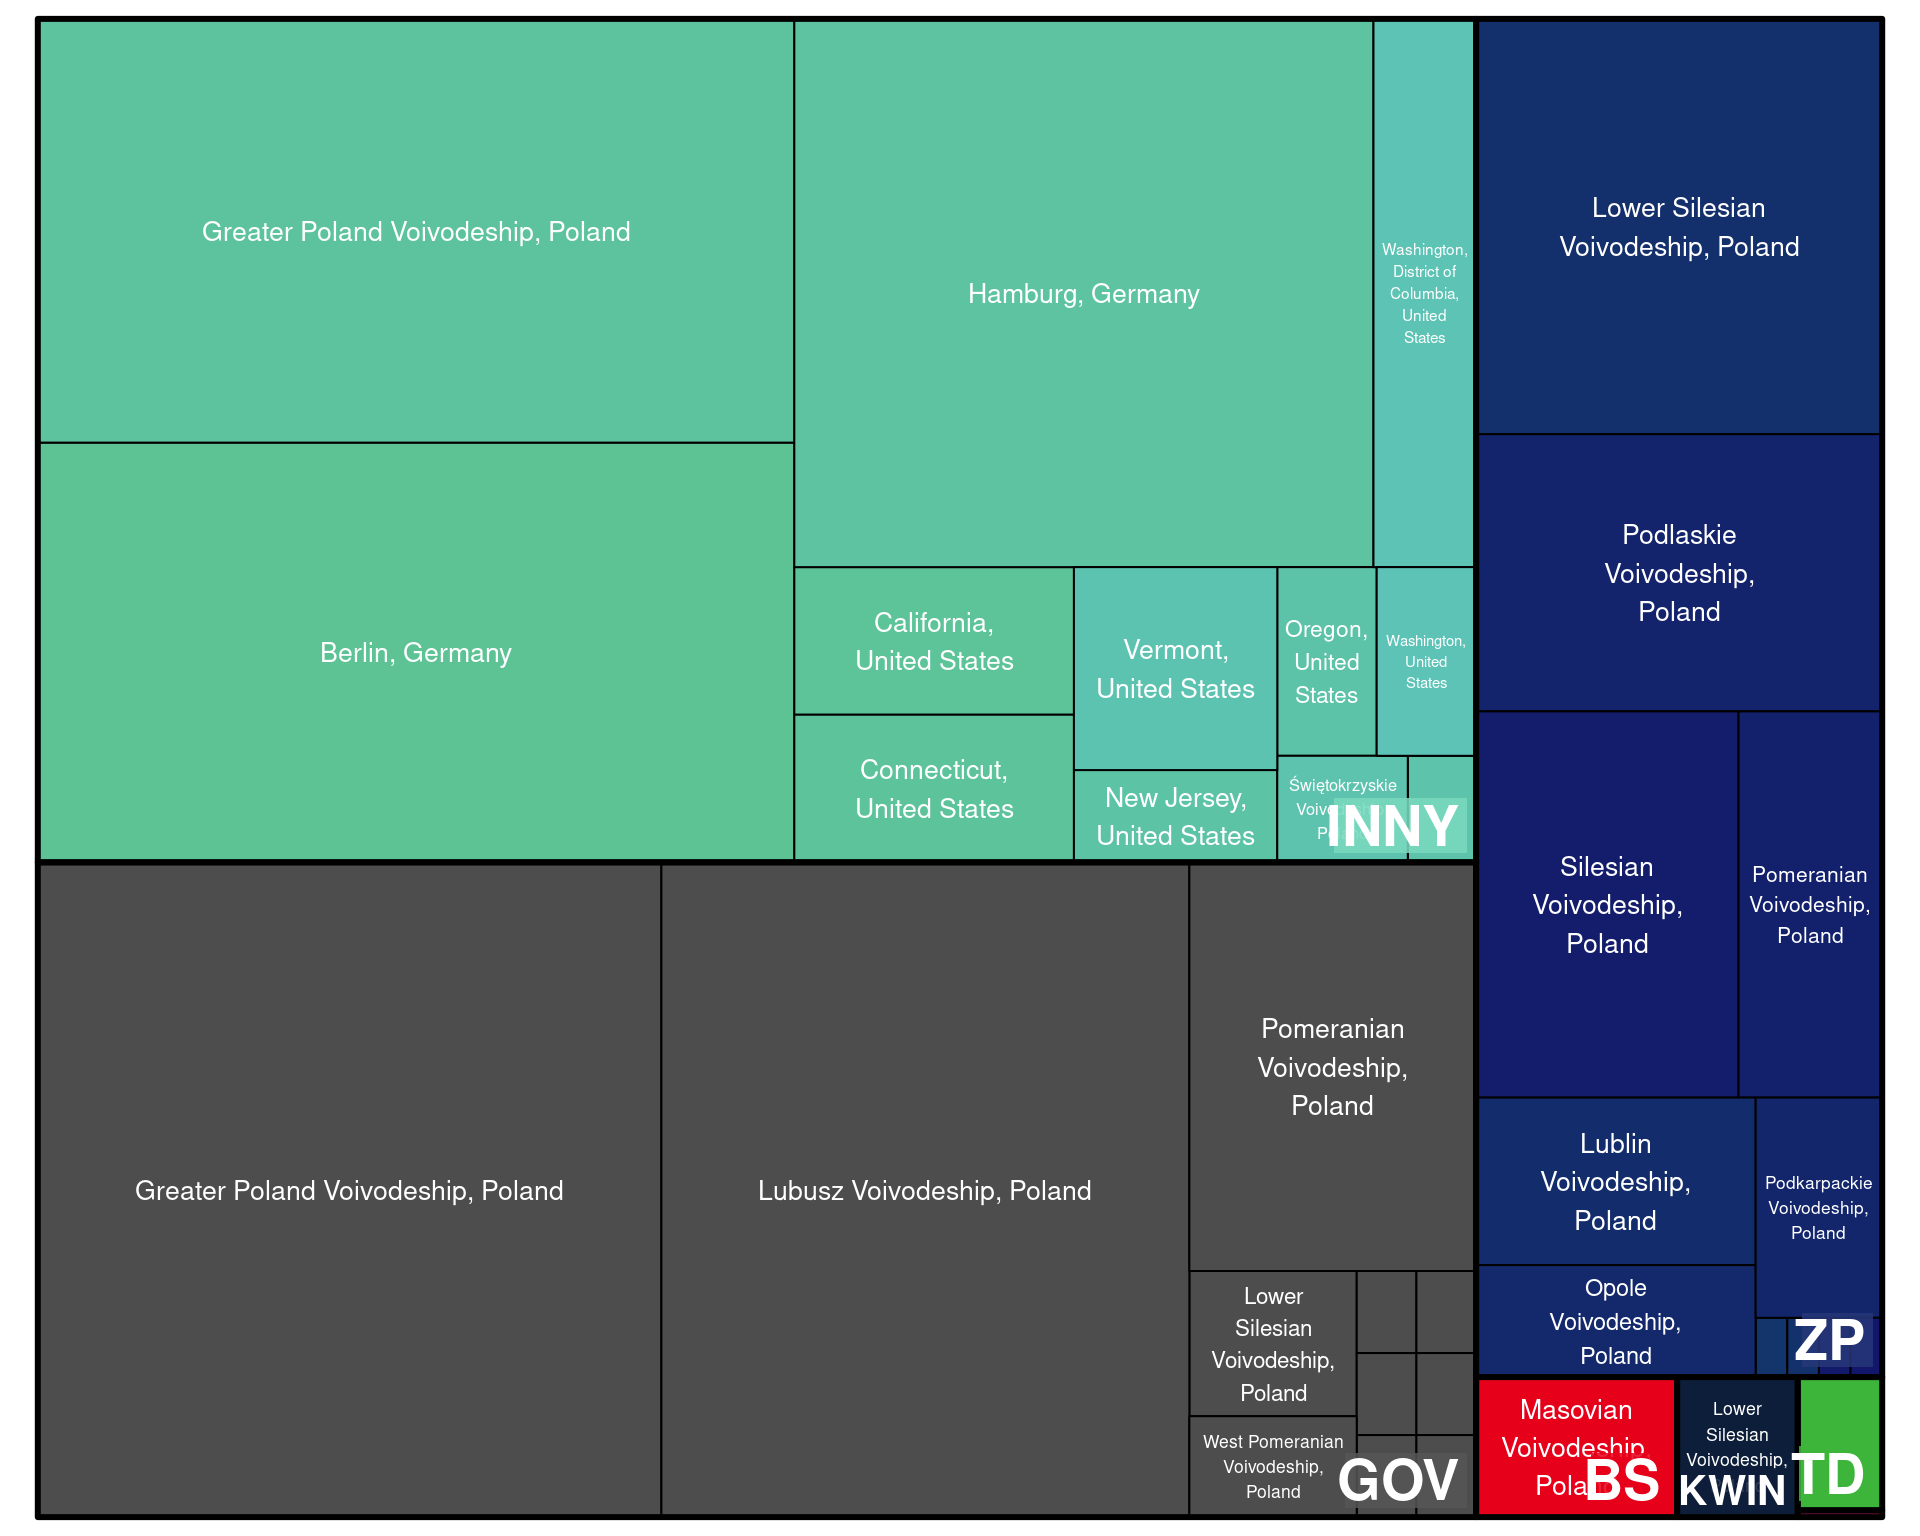 Greater Poland Voivodeship, Poland
Berlin, Germany
Hamburg, Germany
Washington,
District of
Columbia,
United
States
California,
United States
Connecticut,
United States
Vermont,
United States
New Jersey,
United States
Oregon,
United
States
Washington,
United
States
Świętokrzyskie
INNY
Greater Poland Voivodeship, Poland
Lubusz Voivodeship, Poland
Pomeranian
Voivodeship,
Poland
Lower
Silesian
Voivodeship,
Poland
West Pomeranian
Voivodeship,
Poland
GOV
Lower Silesian
Voivodeship, Poland
Podlaskie
Voivodeship,
Poland
Silesian
Voivodeship,
Poland
Pomeranian
Voivodeship,
Poland
Lublin
Voivodeship,
Poland
Podkarpackie
Voivodeship,
Poland
Opole
Voivodeship,
Poland
ZP
Masovian
Voivodeship,
Poland
BS
Lower
Silesian
Voivodeship,
KWIN
TD